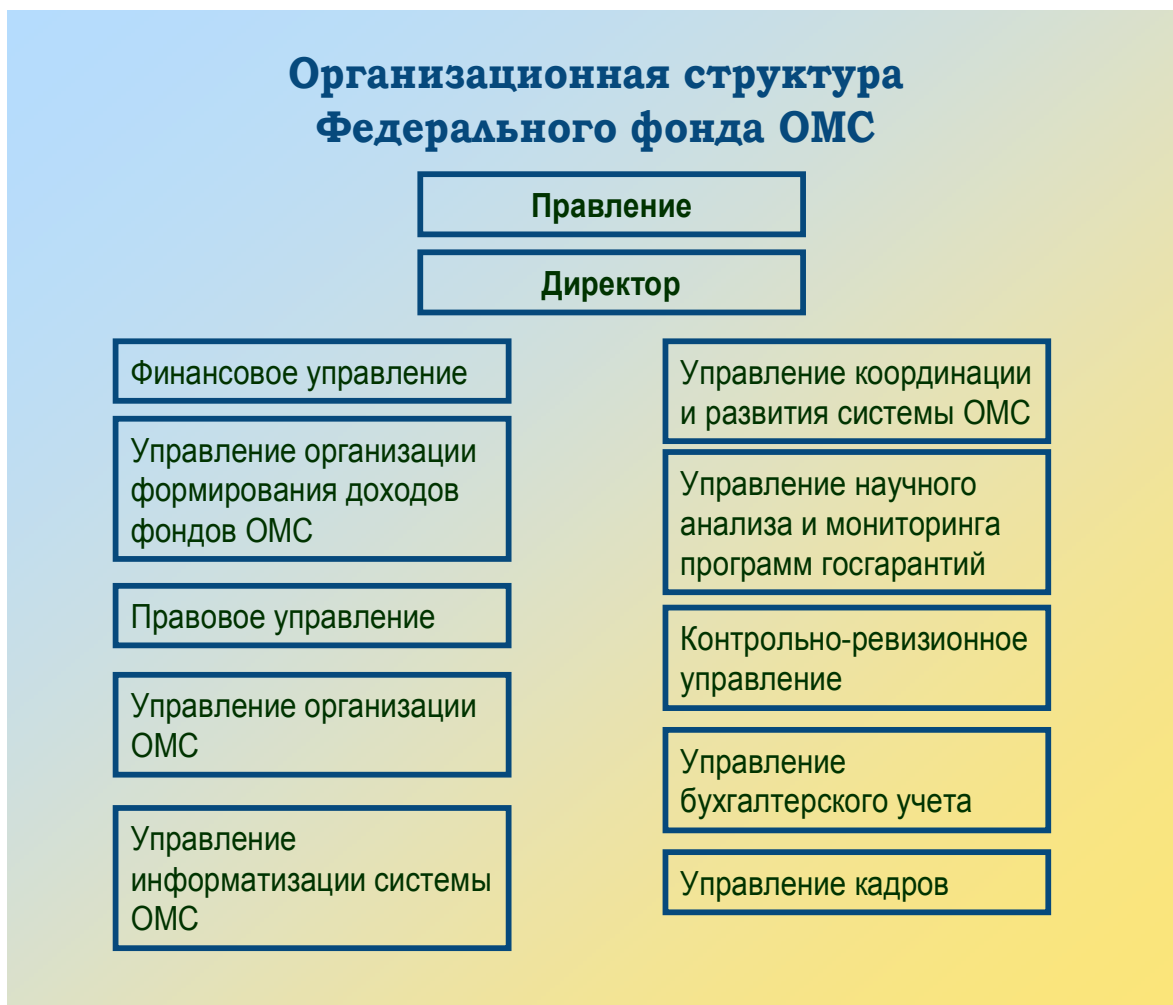 Организационная структура
Федерального фонда ОМС
Правление
Директор
Финансовое управление
Управление организации
формирования доходов
фондов ОМС
Правовое управление
Управление организации
ОМС
Управление
информатизации системы
ОМС
Управление координации
и развития системы ОМС
Управление научного
анализа и мониторинга
программ госгарантий
Контрольно-ревизионное
управление
Управление
бухгалтерского учета
Управление кадров